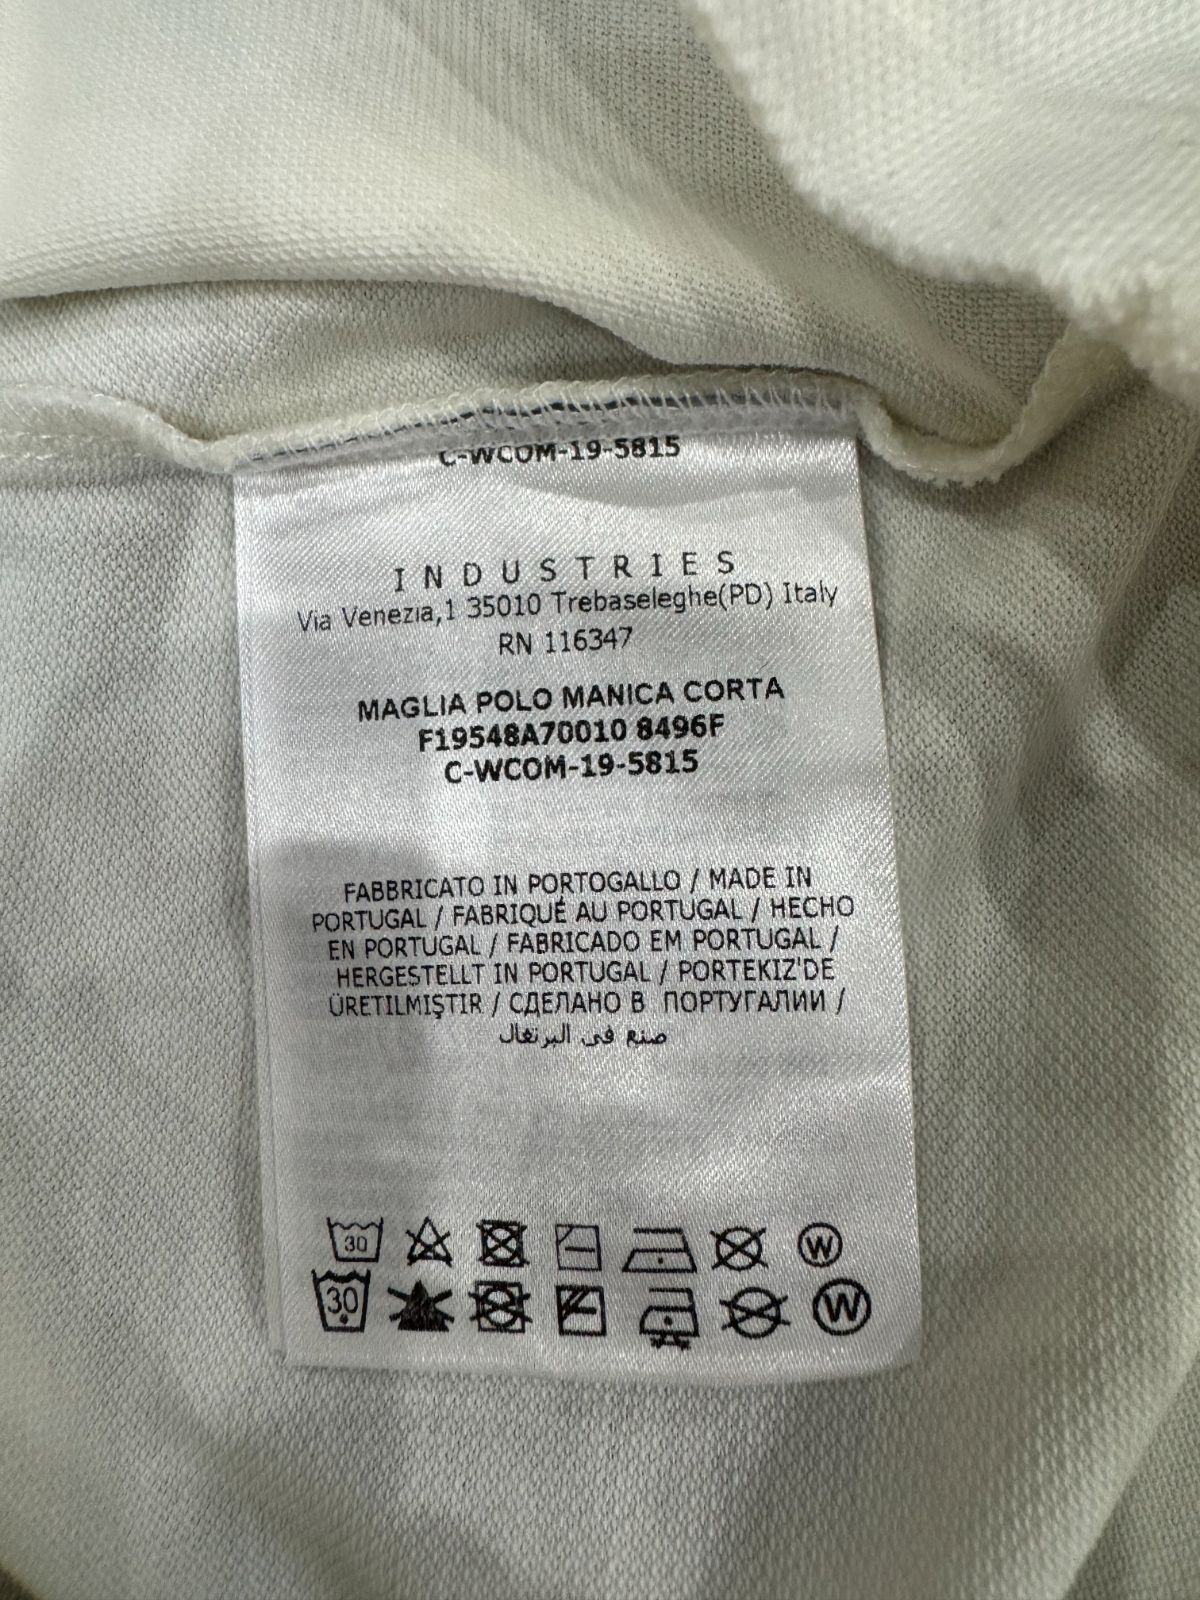 C-WCOM-19-5815
INDUSTRIES
Via Venezia,1 35010 Trebaseleghe(PD) Italy
RN 116347
MAGLIA POLO MANICA CORTA
F19548A70010 8496F
C-WCOM-19-5815
FABBRICATO IN PORTOGALLO / MADE IN
PORTUGAL / FABRIQUÉ AU PORTUGAL / HECHO
EN PORTUGAL / FABRICADO EM PORTUGAL /
HERGESTELLT IN PORTUGAL / PORTEKIZ'DE
ÜRETILMIŞTIR / СДЕЛАНО В ПОРТУГАЛИИ /
صنع في البرتغال
30 W
30 W